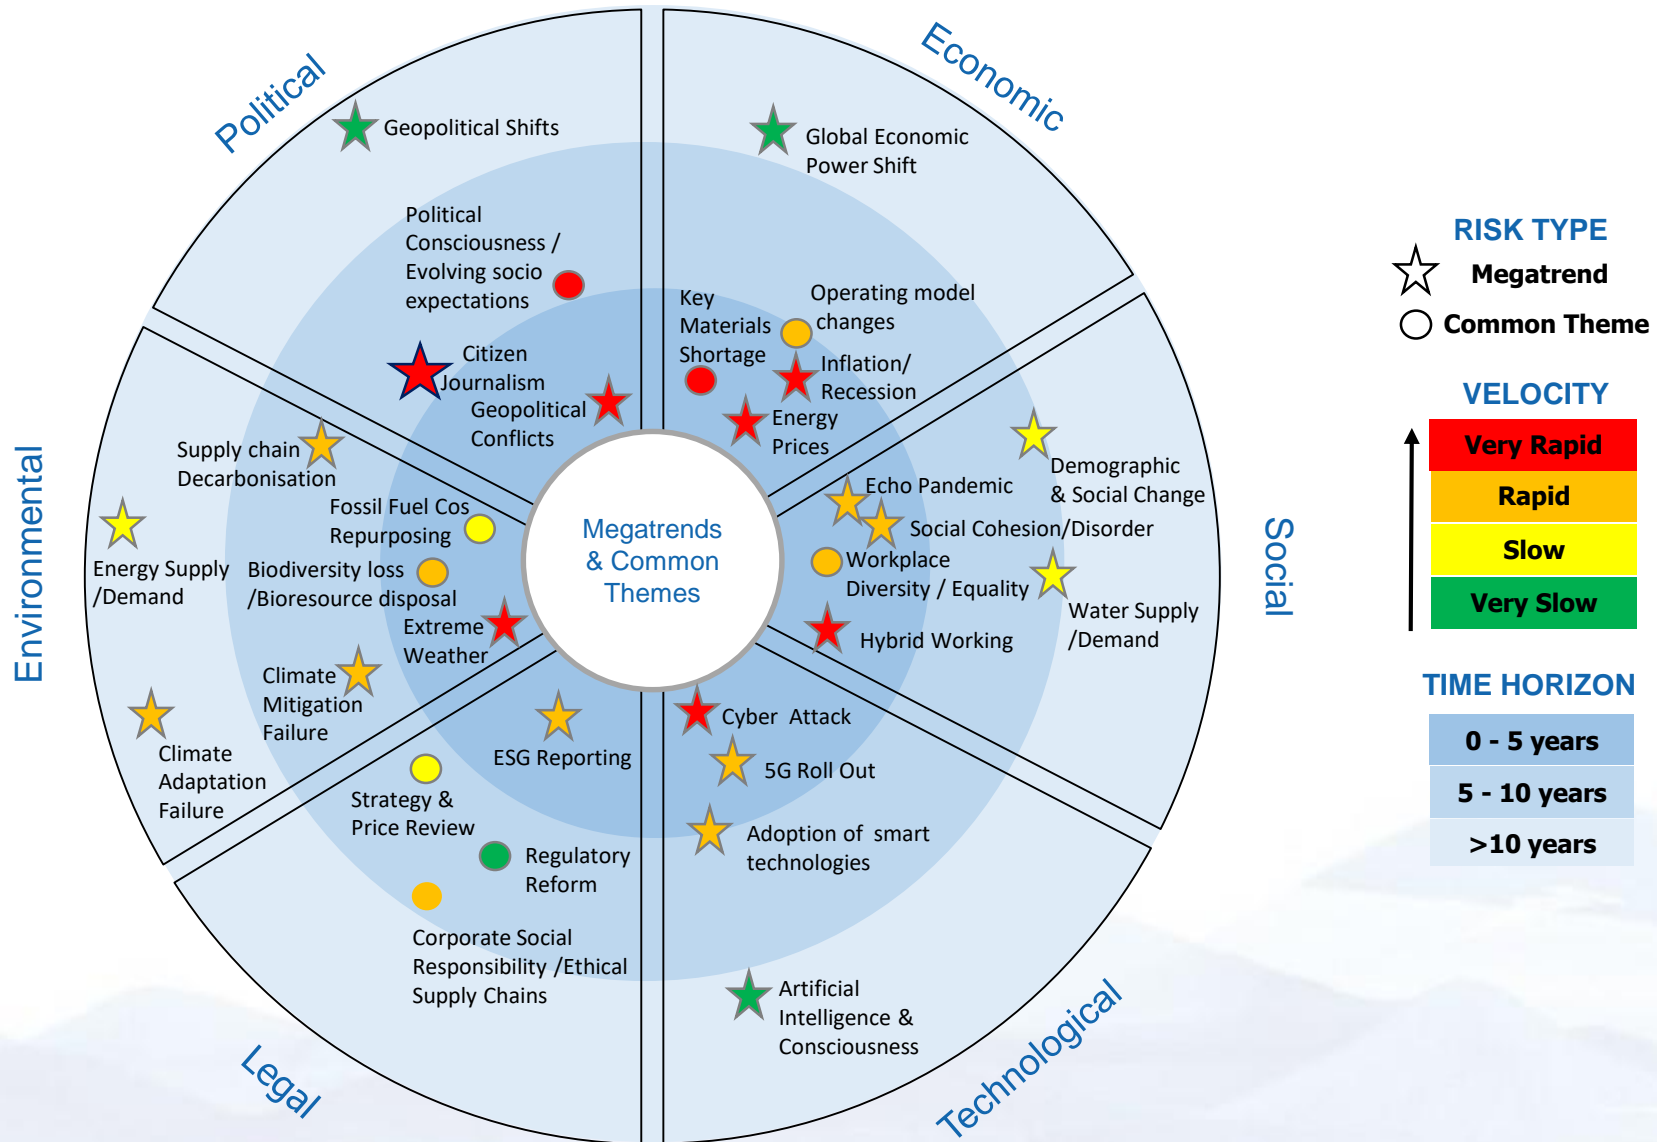 Political
Economic
Geopolitical Shifts
Global Economic
Power Shift
Political
Consciousness /
Evolving socio
expectations
Key
Materials
Shortage
Operating model
changes
Citizen
Journalism
Geopolitical
Conflicts
Inflation/
Recession
Energy
Prices
Environmental
Supply chain
Decarbonisation
Fossil Fuel Cos
Repurposing
Energy Supply
/Demand
Biodiversity loss
/Bioresource disposal
Extreme
Weather
Climate
Mitigation
Failure
Climate
Adaptation
Failure
Megatrends
& Common
Themes
Demographic
& Social Change
Echo Pandemic
Social Cohesion/Disorder
Workplace
Diversity / Equality
Water Supply
/Demand
Hybrid Working
Social
ESG Reporting
Strategy &
Price Review
Regulatory
Reform
Corporate Social
Responsibility /Ethical
Supply Chains
Legal
Cyber Attack
5G Roll Out
Adoption of smart
technologies
Artificial
Intelligence &
Consciousness
Technological
RISK TYPE
Megatrend
Common Theme
VELOCITY
Very Rapid
Rapid
Slow
Very Slow
TIME HORIZON
0 - 5 years
5 - 10 years
>10 years